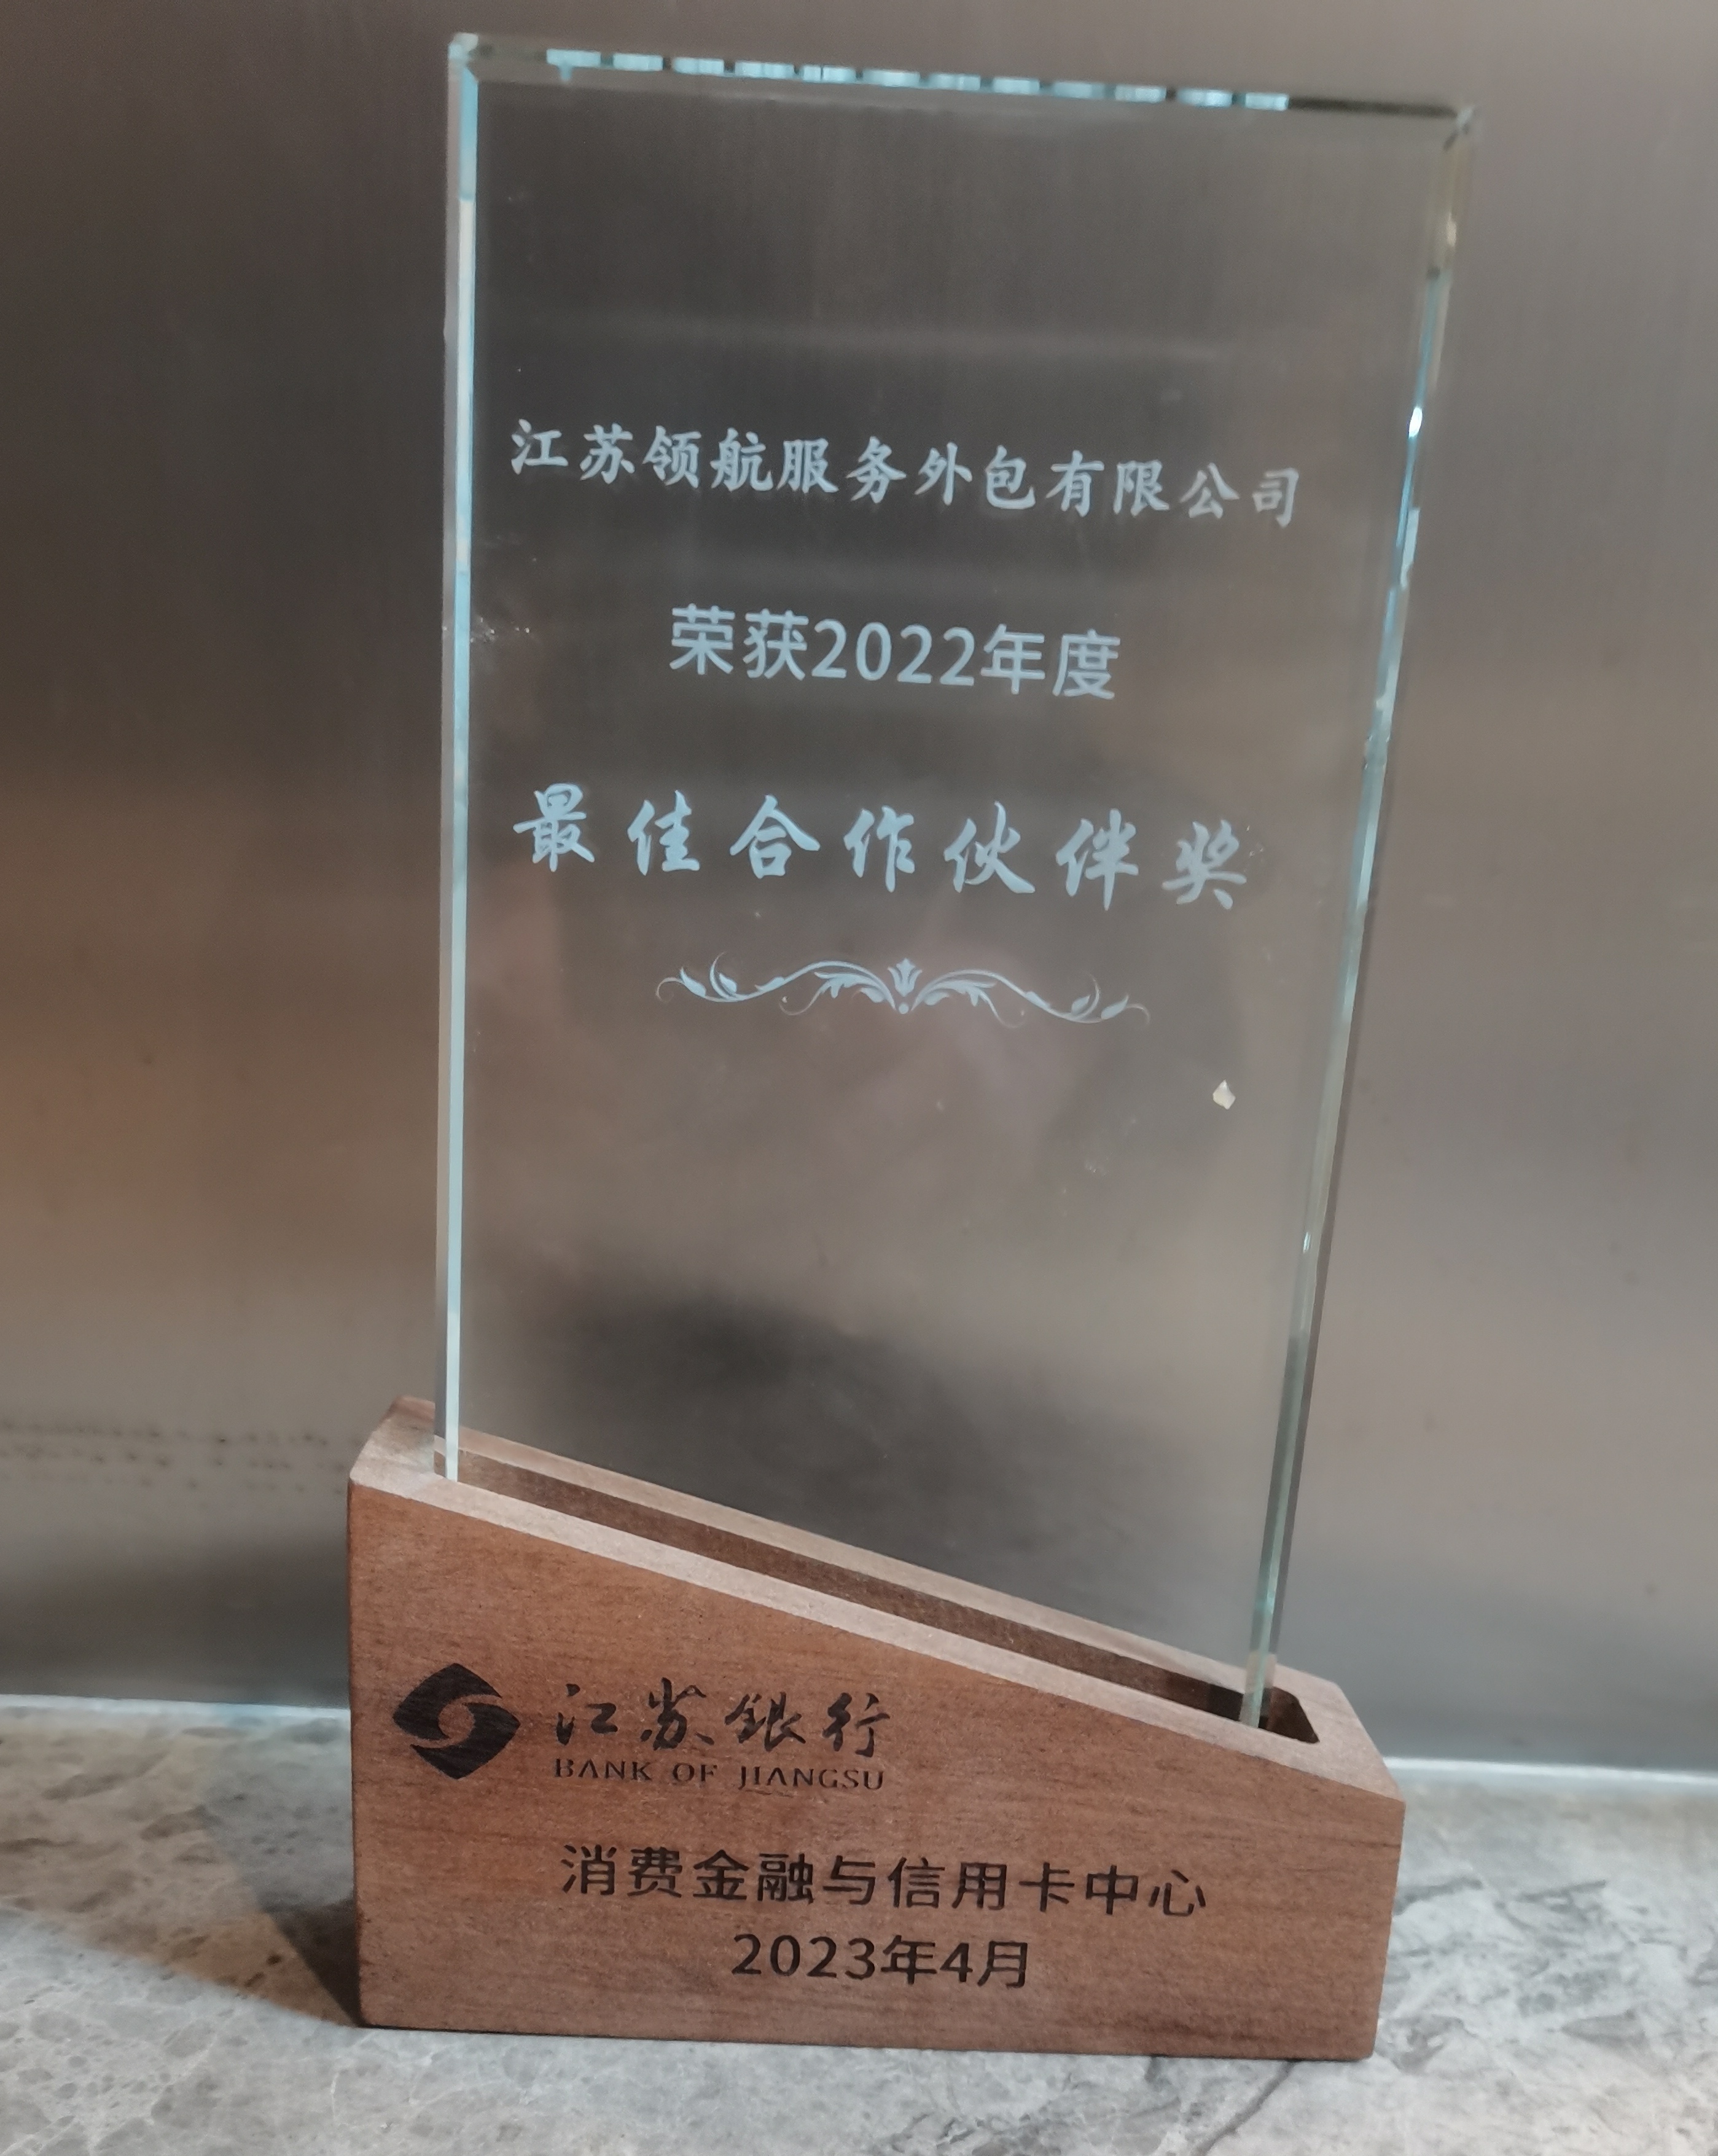 江苏领航服务外包有限公司
荣获2022年度
最佳合作伙伴奖
江苏銀行
BANK OF JIANGSU
消费金融与信用卡中心
2023年4月